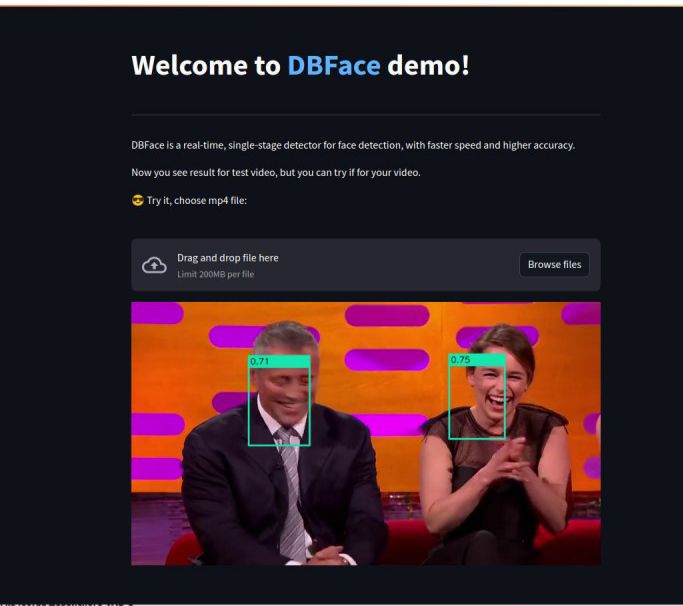 Welcome to DBFace demo!
DBFace is a real-time, single-stage detector for face detection, with faster speed and higher accuracy.
Now you see result for test video, but you can try if for your video.
😎 Try it, choose mp4 file:
Drag and drop file here
Limit 200MB per file
Browse files
0.71
0.75